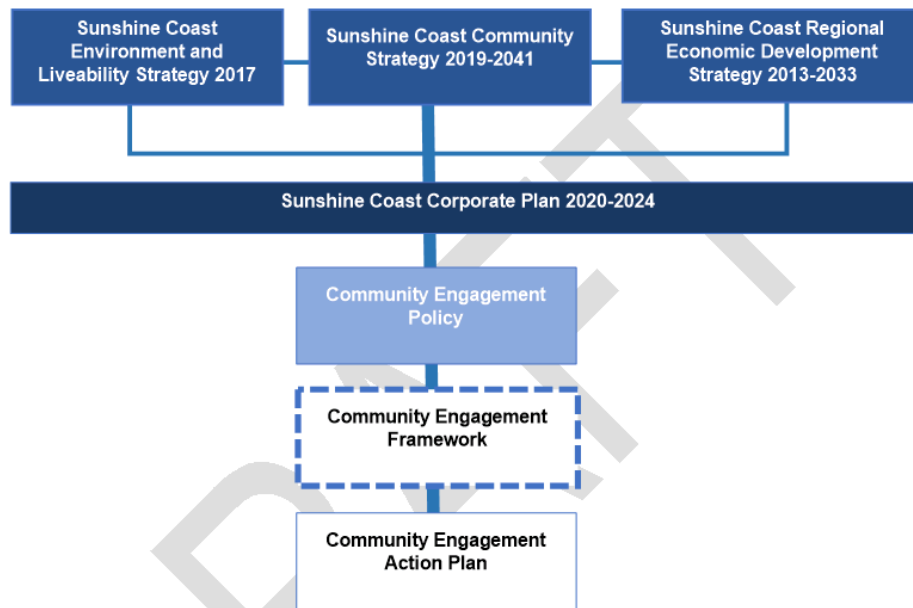 Sunshine Coast
Environment and
Liveability Strategy 2017
Sunshine Coast Community
Strategy 2019-2041
Sunshine Coast Regional
Economic Development
Strategy 2013-2033
Sunshine Coast Corporate Plan 2020-2024
Community Engagement
Policy
Community Engagement
Framework
Community Engagement
Action Plan
DRAFT